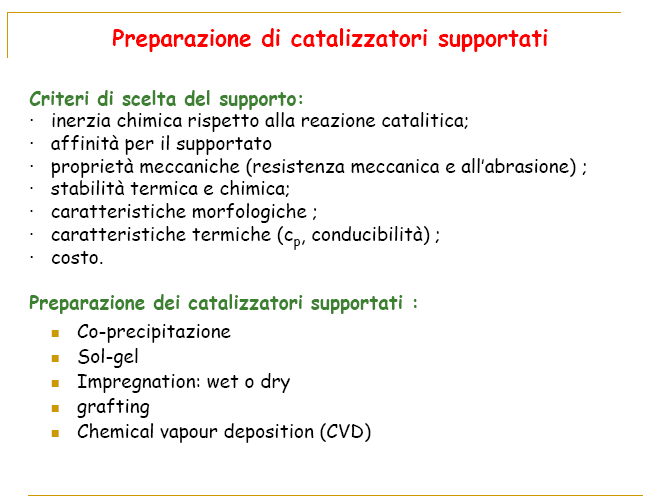 Preparazione di catalizzatori supportati
Criteri di scelta del supporto:
· inerzia chimica rispetto alla reazione catalitica;
· affinità per il supportato
· proprietà meccaniche (resistenza meccanica e all’abrasione) ;
· stabilità termica e chimica;
· caratteristiche morfologiche ;
· caratteristiche termiche (cp, conducibilità) ;
· costo.
Preparazione dei catalizzatori supportati :
■ Co-precipitazione
■ Sol-gel
■ Impregnation: wet o dry
■ grafting
■ Chemical vapour deposition (CVD)